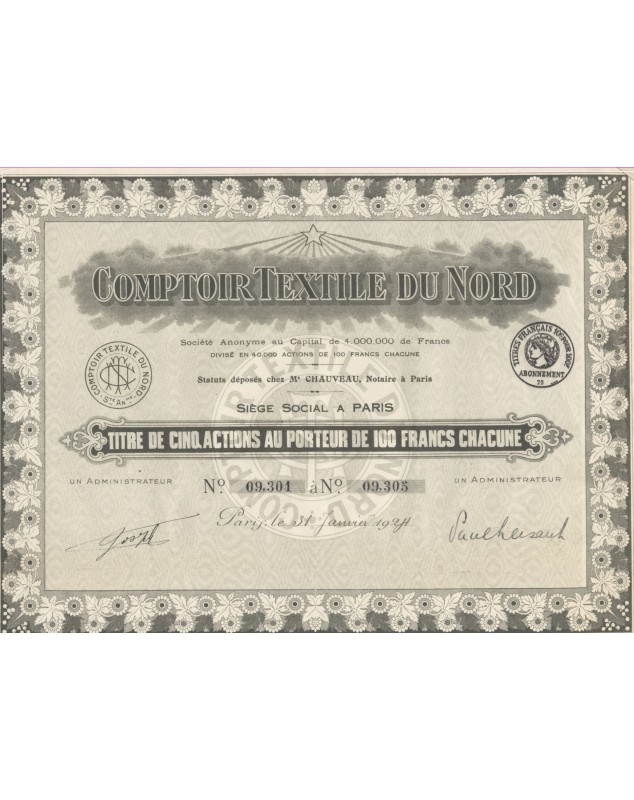 COMPTOIR TEXTILE DU NORD
Société Anonyme au Capital de 4.000.000 de Francs
DIVISÉ EN 40.000 ACTIONS DE 100 FRANCS CHACUNE
Statuts déposés chez Mᵉ CHAUVEAU, Notaire à Paris
SIÈGE SOCIAL A PARIS
COMPTOIR TEXTILE DU NORD
Sᵗᵉ Anᵐᵉ
TITRES FRANÇAIS
ABONNEMENT
73
TITRE DE CINQ ACTIONS AU PORTEUR DE 100 FRANCS CHACUNE
UN ADMINISTRATEUR
Nº 09.301 à Nº 09.305
UN ADMINISTRATEUR
Paris, le 31 Janvier 1924